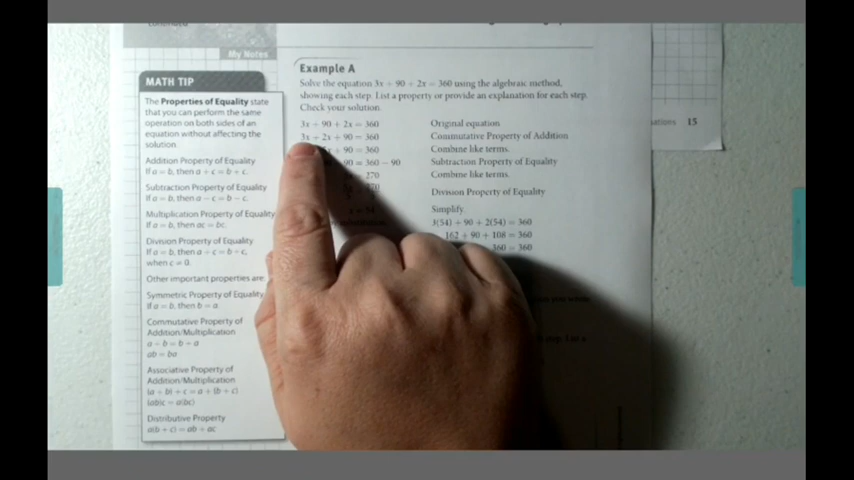 My Notes
MATH TIP
The Properties of Equality state
that you can perform the same
operation on both sides of an
equation without affecting the
solution.
Addition Property of Equality
If a = b, then a + c = b + c.
Subtraction Property of Equality
If a = b, then a − c = b − c.
Multiplication Property of Equality
If a = b, then ac = bc.
Division Property of Equality
If a = b, then a ÷ c = b ÷ c,
when c ≠ 0.
Other important properties are:
Symmetric Property of Equality
If a = b, then b = a.
Commutative Property of
Addition/Multiplication
a + b = b + a
ab = ba
Associative Property of
Addition/Multiplication
(a + b) + c = a + (b + c)
(ab)c = a(bc)
Distributive Property
a(b + c) = ab + ac
Example A
Solve the equation 3x + 90 + 2x = 360 using the algebraic method,
showing each step. List a property or provide an explanation for each step.
Check your solution.
3x + 90 + 2x = 360 Original equation
3x + 2x + 90 = 360 Commutative Property of Addition
+ 90 = 360 Combine like terms.
90 = 360 − 90 Subtraction Property of Equality
270 Combine like terms.
270 Division Property of Equality
Simplify.
3(54) + 90 + 2(54) = 360
162 + 90 + 108 = 360
360 = 360
15